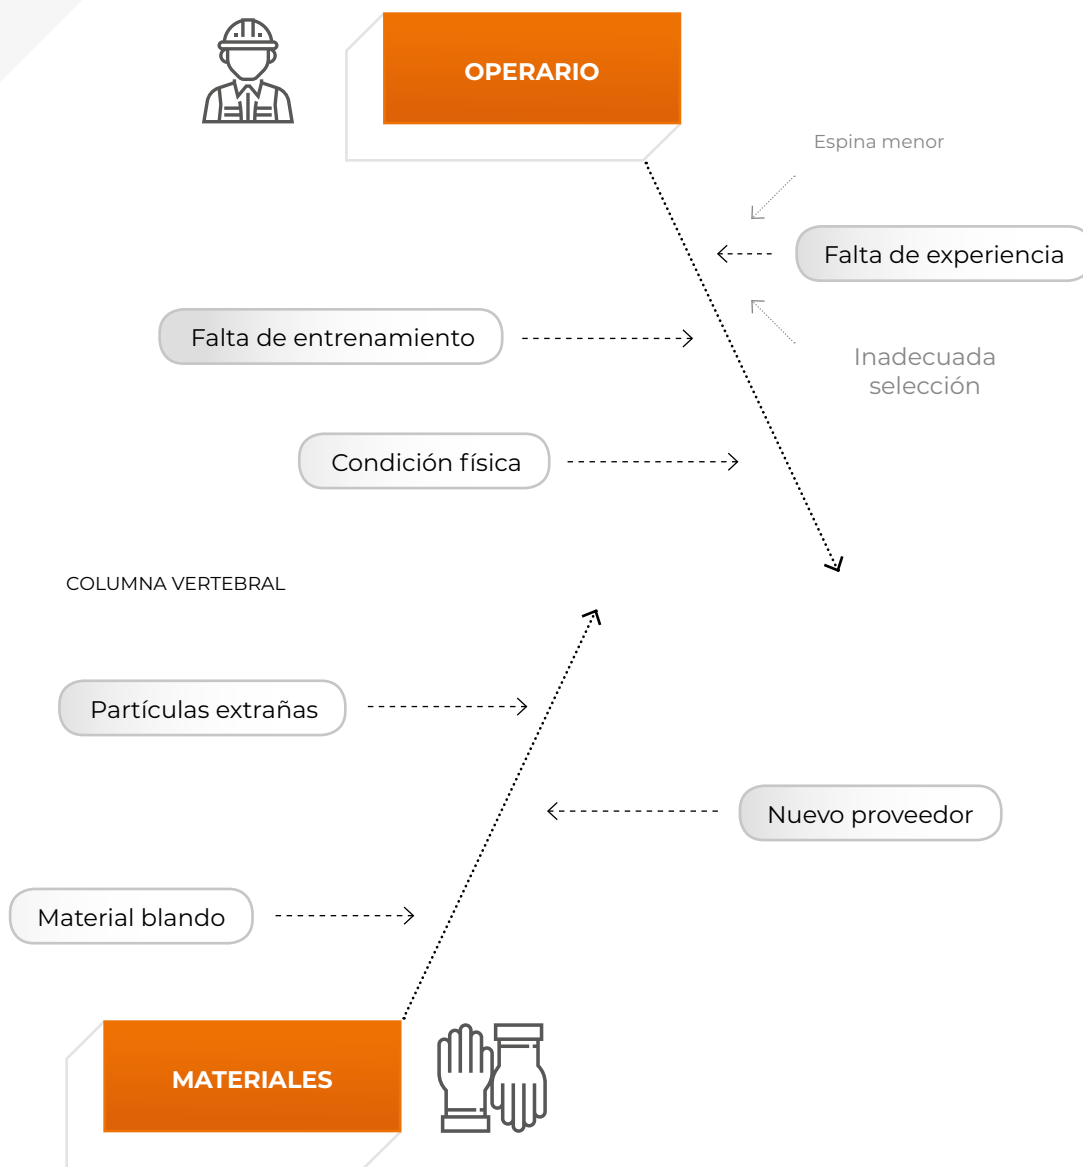 OPERARIO
Espina menor
Falta de experiencia
Falta de entrenamiento
Inadecuada
selección
Condición física
COLUMNA VERTEBRAL
Partículas extrañas
Nuevo proveedor
Material blando
MATERIALES